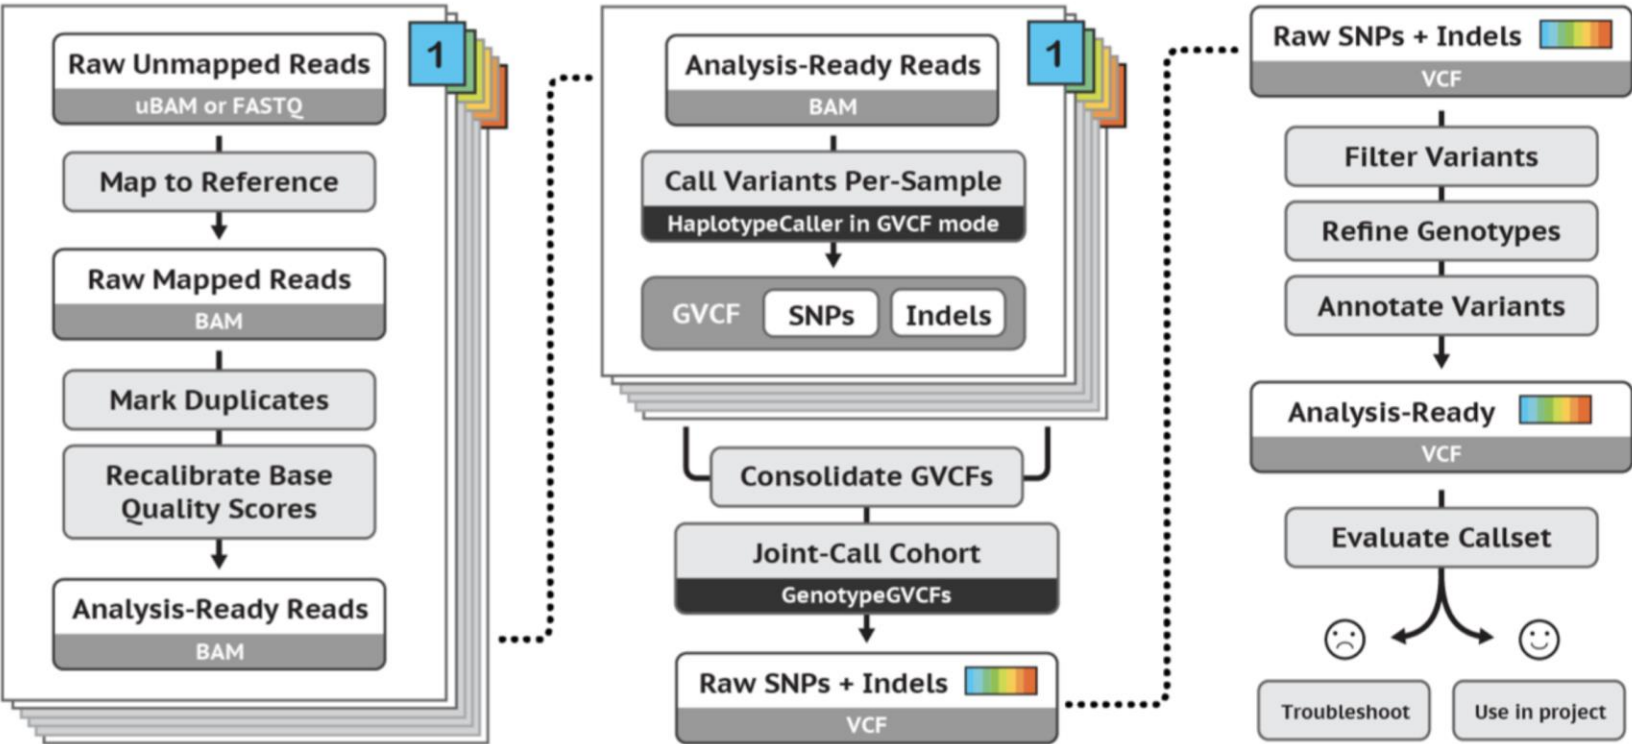 1
Raw Unmapped Reads
uBAM or FASTQ
Map to Reference
Raw Mapped Reads
BAM
Mark Duplicates
Recalibrate Base
Quality Scores
Analysis-Ready Reads
BAM
1
Analysis-Ready Reads
BAM
Call Variants Per-Sample
HaplotypeCaller in GVCF mode
GVCF SNPs Indels
Consolidate GVCFs
Joint-Call Cohort
GenotypeGVCFs
Raw SNPs + Indels
VCF
Raw SNPs + Indels
VCF
Filter Variants
Refine Genotypes
Annotate Variants
Analysis-Ready
VCF
Evaluate Callset
Troubleshoot
Use in project